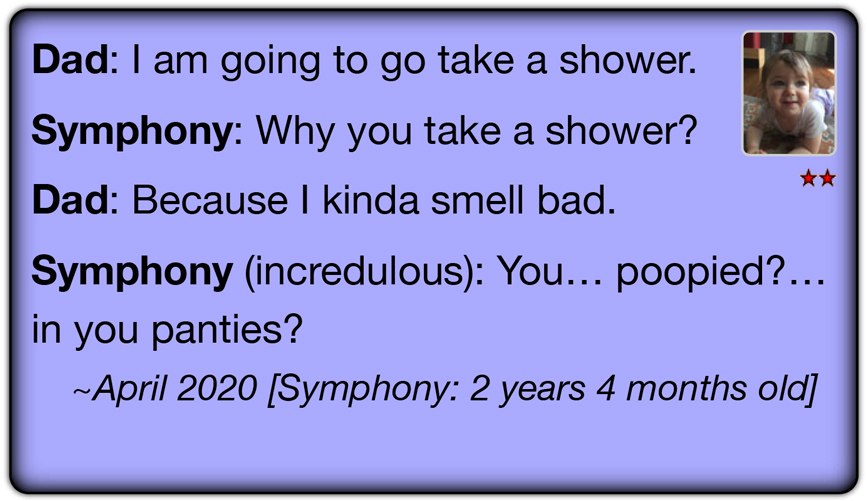 Dad: I am going to go take a shower.
Symphony: Why you take a shower?
Dad: Because I kinda smell bad.
Symphony (incredulous): You… poopied?…
in you panties?
~April 2020 [Symphony: 2 years 4 months old]